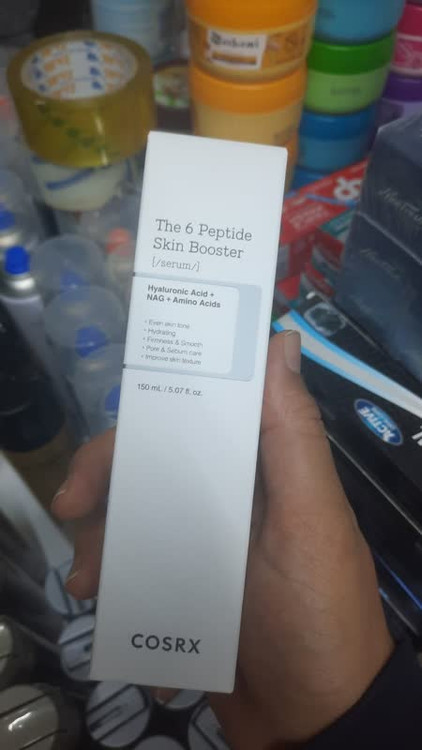 The 6 Peptide
Skin Booster
[/serum/]
Hyaluronic Acid +
NAG + Amino Acids
• Even skin tone
• Hydrating
• Firmness & Smooth
• Pore & Sebum care
• Improve skin texture
150 mL / 5.07 fl.oz.
COSRX
ACTIVE